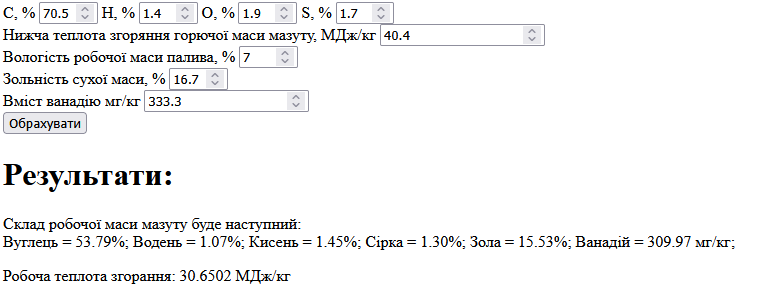 C, % 70.5 H, % 1.4 O, % 1.9 S, % 1.7
Нижча теплота згоряння горючої маси мазуту, МДж/кг 40.4
Вологість робочої маси палива, % 7
Зольність сухої маси, % 16.7
Вміст ванадію мг/кг 333.3
Обрахувати
Результати:
Склад робочої маси мазуту буде наступний:
Вуглець = 53.79%; Водень = 1.07%; Кисень = 1.45%; Сірка = 1.30%; Зола = 15.53%; Ванадій = 309.97 мг/кг;
Робоча теплота згорання: 30.6502 МДж/кг